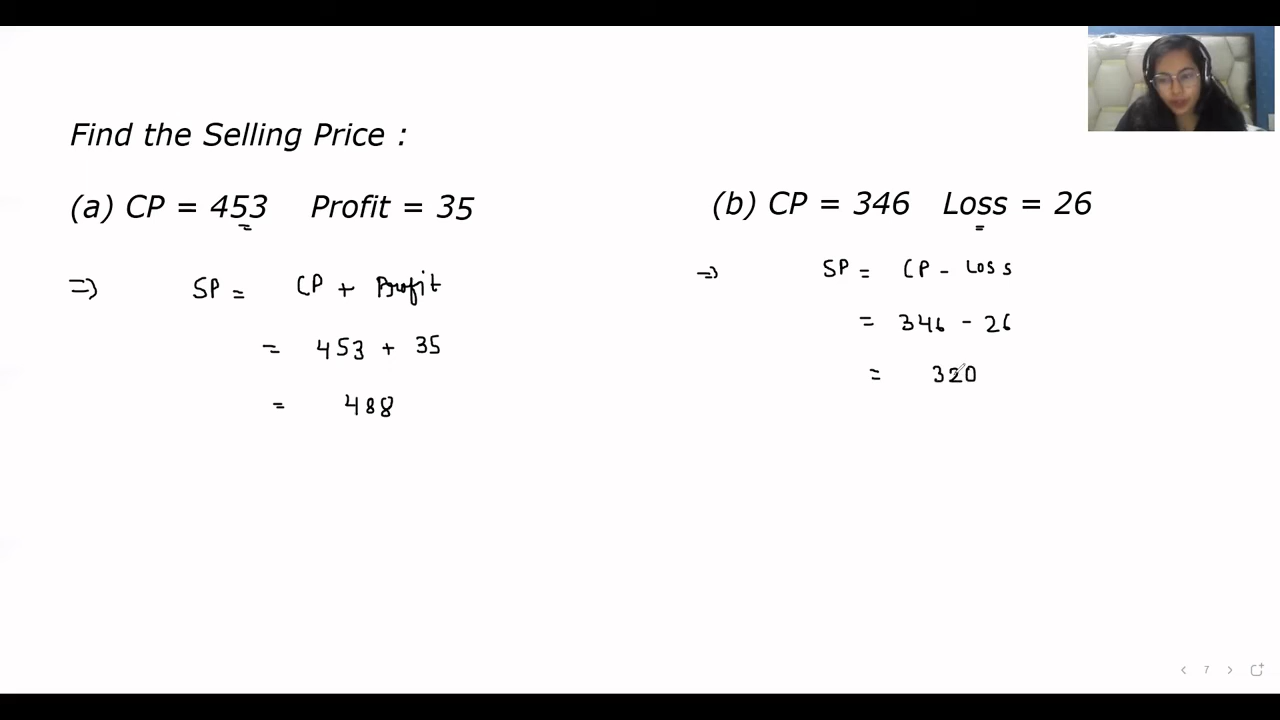 Find the Selling Price :
(a) CP = 453 Profit = 35
⇒ SP = CP + Profit
= 453 + 35
= 488
(b) CP = 346 Loss = 26
⇒ SP = CP - Loss
= 346 - 26
= 320
7